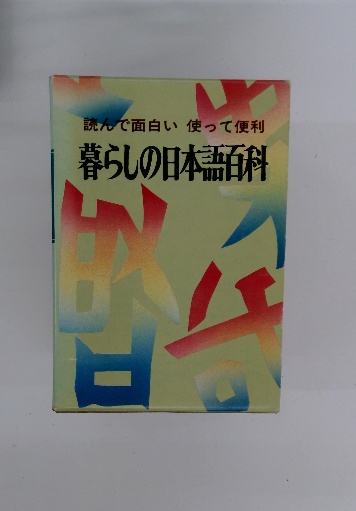 読んで面白い 使って便利
暮らしの日本語百科